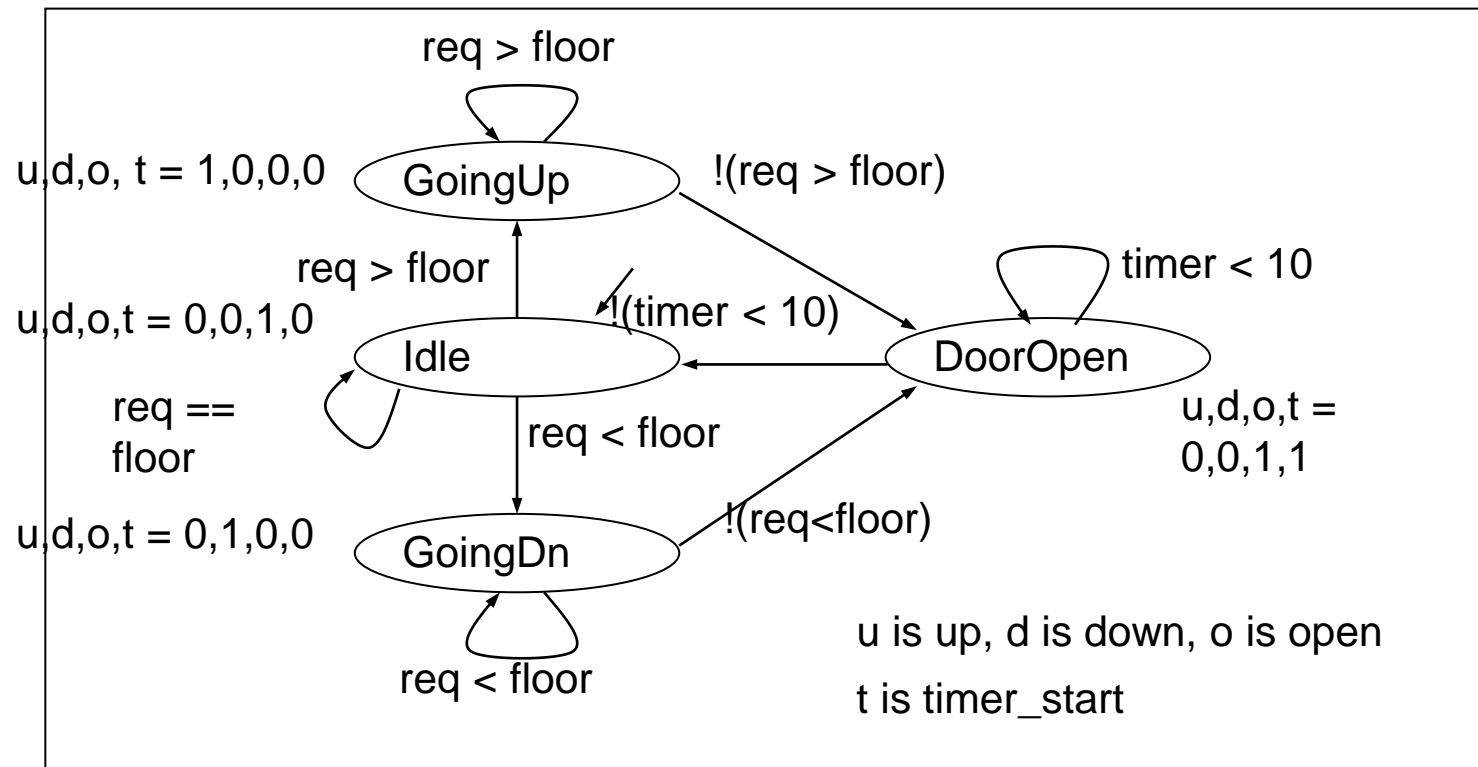 req > floor
u,d,o, t = 1,0,0,0
GoingUp
!(req > floor)
req > floor
timer < 10
u,d,o,t = 0,0,1,0
!(timer < 10)
Idle
DoorOpen
req ==
floor
req < floor
u,d,o,t =
0,0,1,1
u,d,o,t = 0,1,0,0
!(req<floor)
GoingDn
req < floor
u is up, d is down, o is open
t is timer_start